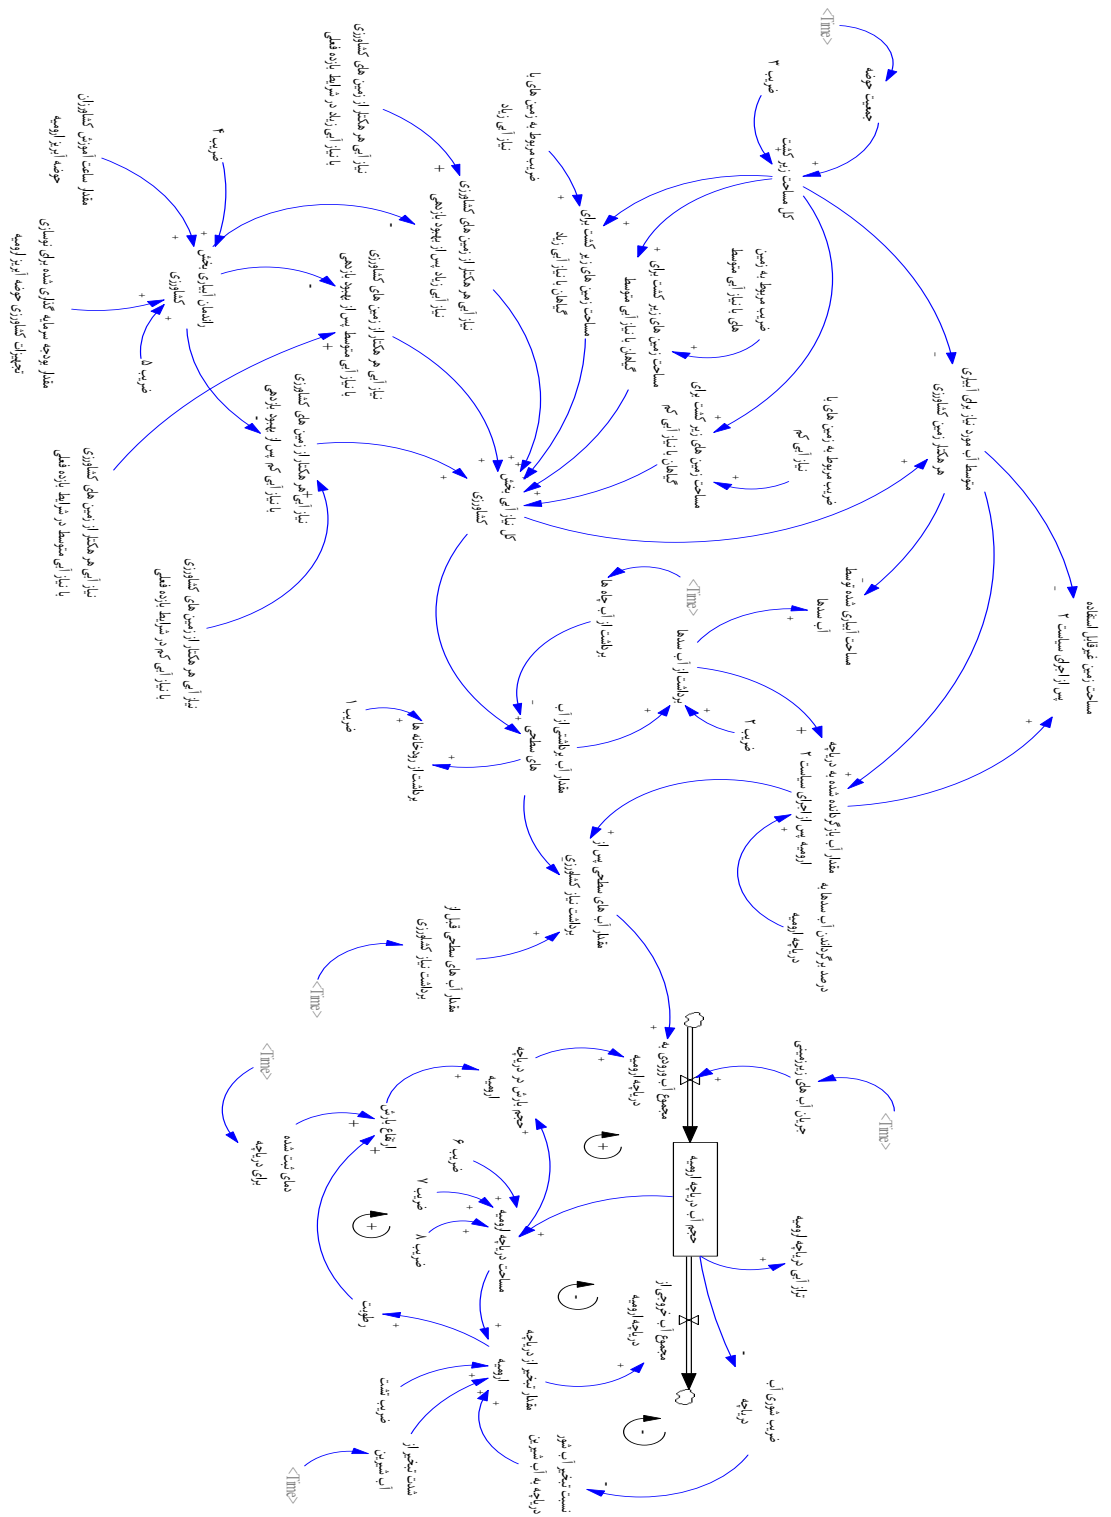 <Time>
جمعیت حوضه
ضریب ۳
کل مساحت زیر کشت
ضریب مربوط به زمین های با
نیاز آبی زیاد
نیاز آبی هر هکتار از زمین های کشاورزی
با نیاز آبی زیاد در شرایط بازده فعلی
ضریب ۴
مقدار ساعت آموزش کشاورزان
حوضه آبریز ارومیه
متوسط آب مورد نیاز برای آبیاری
هر هکتار زمین کشاورزی
ضریب مربوط به زمین
های با نیاز آبی متوسط
مساحت زمین های زیر کشت برای
گیاهان با نیاز آبی متوسط
مساحت زمین های زیر کشت برای
گیاهان با نیاز آبی زیاد
نیاز آبی هر هکتار از زمین های کشاورزی
با نیاز آبی زیاد پس از بهبود بازدهی
نیاز آبی هر هکتار از زمین های کشاورزی
با نیاز آبی متوسط پس از بهبود بازدهی
راندمان آبیاری بخش
کشاورزی
مقدار بودجه سرمایه گذاری شده برای نوسازی
تجهیزات کشاورزی حوضه آبریز ارومیه
ضریب ۵
ضریب مربوط به زمین های با
نیاز آبی کم
مساحت زمین های زیر کشت برای
گیاهان با نیاز آبی کم
نیاز آبی هر هکتار از زمین های کشاورزی
با نیاز آبی کم پس از بهبود بازدهی
کل نیاز آبی بخش
کشاورزی
نیاز آبی هر هکتار از زمین های کشاورزی
با نیاز آبی متوسط در شرایط بازده فعلی
نیاز آبی هر هکتار از زمین های کشاورزی
با نیاز آبی کم در شرایط بازده فعلی
مساحت زمین غیرقابل استفاده
پس از اجرای سیاست ۲
مساحت آبیاری شده توسط
آب سدها
<Time>
برداشت از آب چاه ها
برداشت از آب سدها
ضریب ۲
مقدار آب برداشتی از آب
های سطحی
ضریب ۱
برداشت از رودخانه ها
مقدار آب بازگردانده شده به دریاچه
ارومیه پس از اجرای سیاست ۲
درصد برگرداندن آب سدها به
دریاچه ارومیه
مقدار آب های سطحی پس از
برداشت نیاز کشاورزی
مقدار آب های سطحی قبل از
برداشت نیاز کشاورزی
<Time>
<Time>
جریان آب های زیرزمینی
مجموع آب ورودی به
دریاچه ارومیه
حجم بارش در دریاچه
ارومیه
ارتفاع بارش
<Time>
دمای ثبت شده
برای دریاچه
حجم آب دریاچه ارومیه
تراز آبی دریاچه ارومیه
ضریب ۶
ضریب ۷
ضریب ۸
مساحت دریاچه ارومیه
مجموع آب خروجی از
دریاچه ارومیه
رطوبت
مقدار تبخیر از دریاچه
ارومیه
ضریب تشت
شدت تبخیر از
آب شیرین
<Time>
ضریب شوری آب
دریاچه
نسبت تبخیر آب شور
دریاچه به آب شیرین